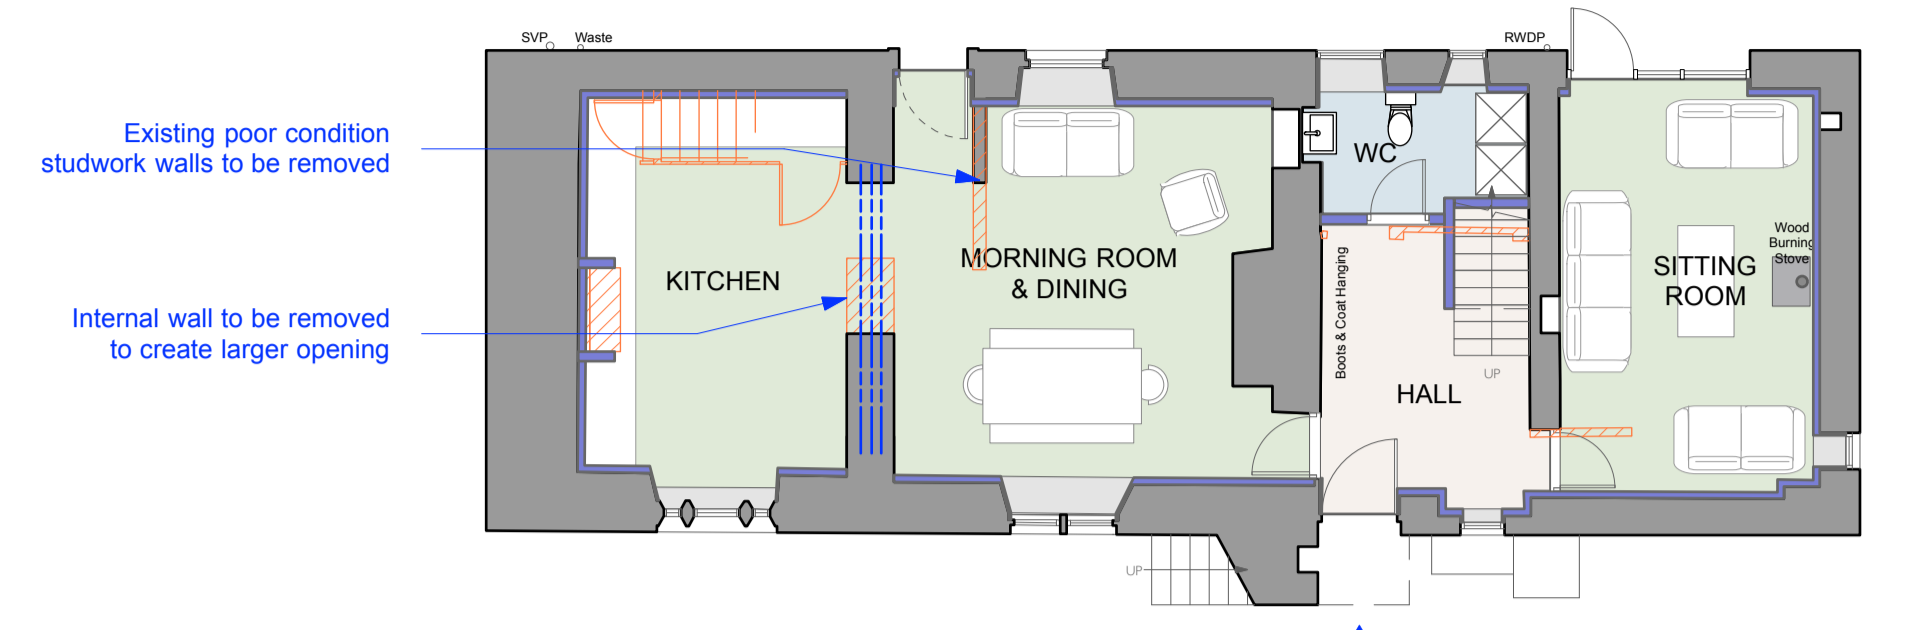 SVP
Waste
RWDP
Existing poor condition
studwork walls to be removed
WC
KITCHEN
MORNING ROOM
& DINING
Boots & Coat Hanging
Wood
Burning
Stove
SITTING
ROOM
Internal wall to be removed
to create larger opening
UP
HALL
UP